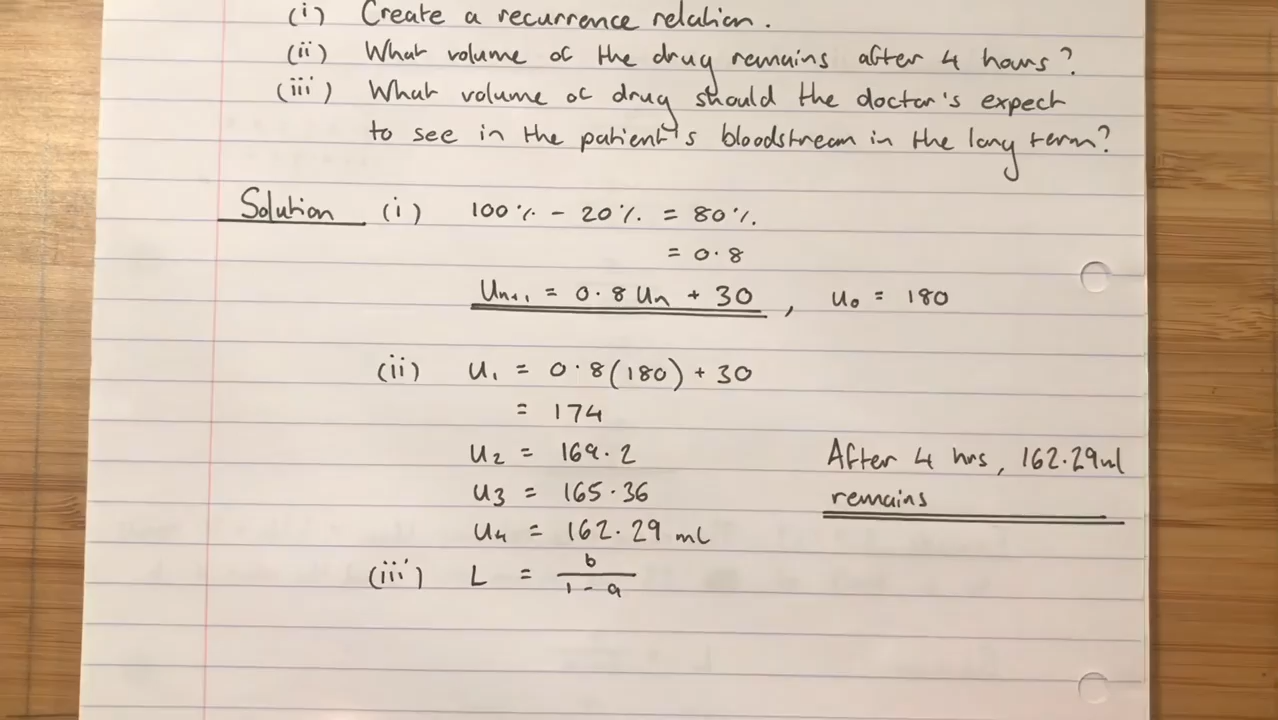 (i) Create a recurrence relation.
(ii) What volume of the drug remains after 4 hours?
(iii) What volume of drug should the doctor's expect
to see in the patient's bloodstream in the long term?
Solution (i) 100% - 20% = 80%.
= 0.8
Un+1 = 0.8 Un + 30 , U0 = 180
(ii) U1 = 0.8(180) + 30
= 174
U2 = 169.2
U3 = 165.36
U4 = 162.29 ml
After 4 hrs, 162.29ml
remains
(iii) L = b / 1 - a